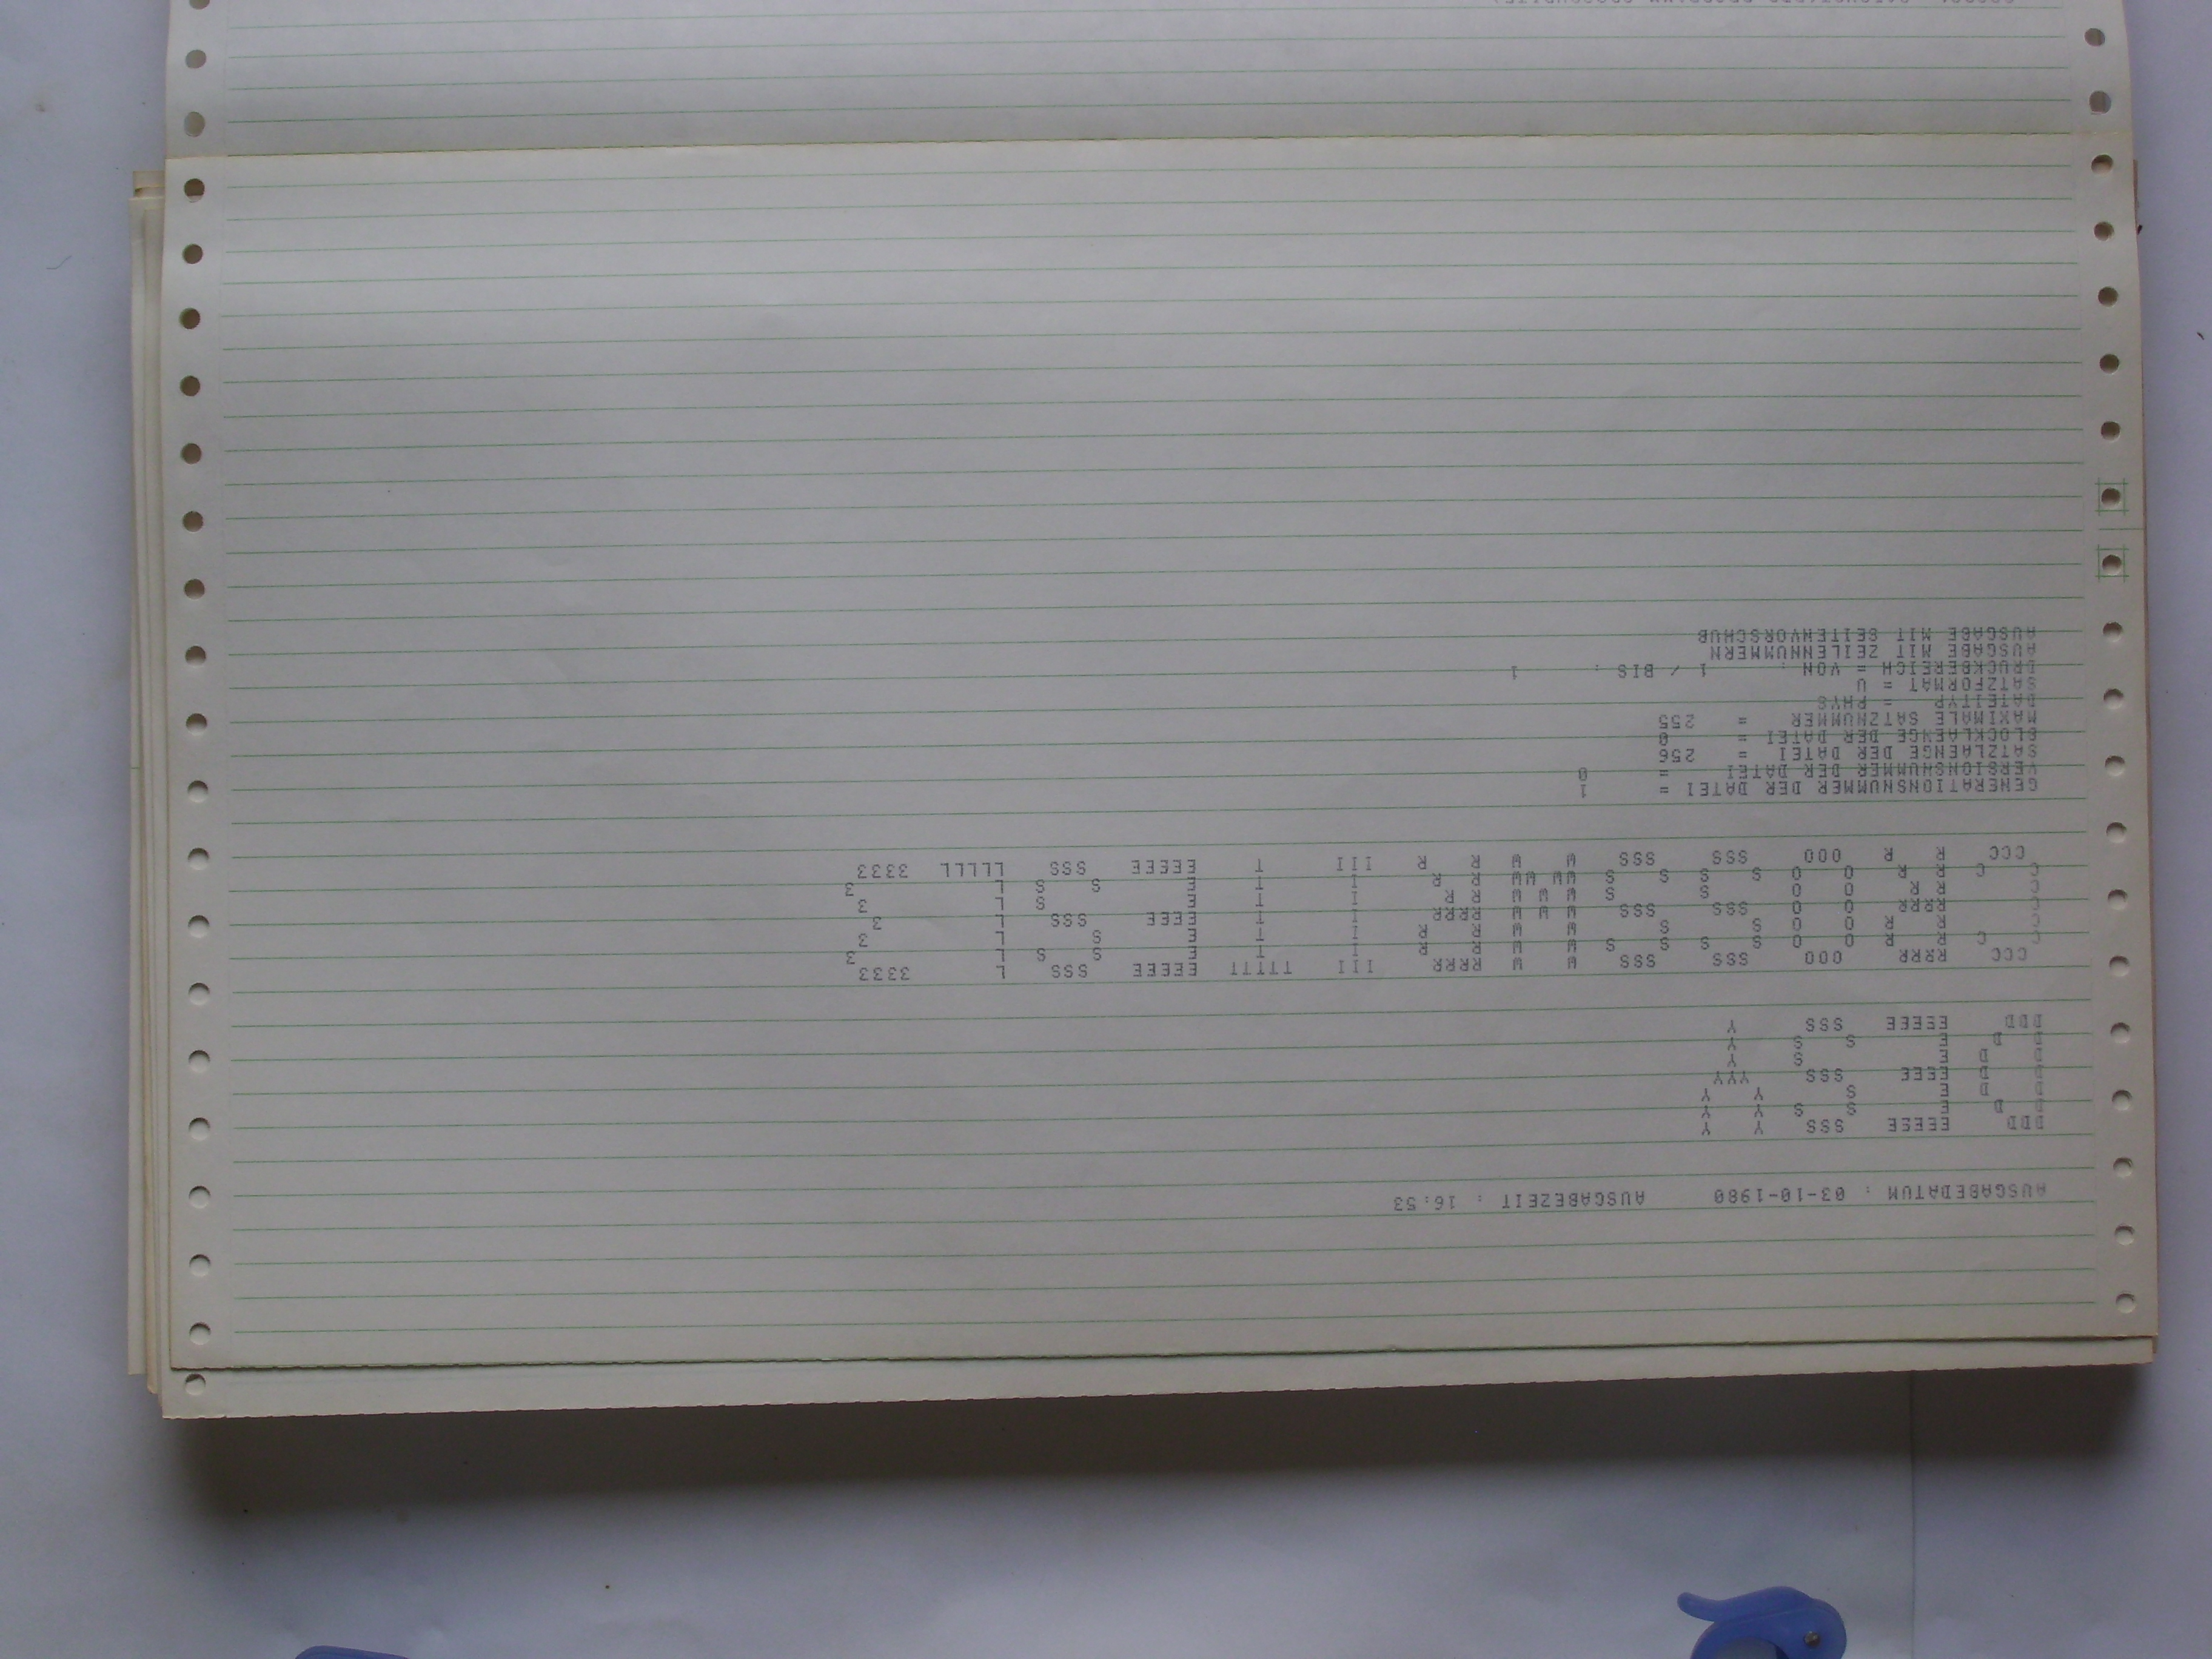 AUSGABEDATUM : 03-10-1980 AUSGABEZEIT : 16:53
DESY
CROSSWRITESL3
GENERATIONSNUMMER DER DATEI = 1
VERSIONSNUMMER DER DATEI = 0
SATZLAENGE DER DATEI = 256
BLOCKLAENGE DER DATEI = 0
MAXIMALE SATZNUMMER = 255
DATEITYP = PHYS
SATZFORMAT = U
DRUCKBEREICH = VON : 1 / BIS : 1
AUSGABE MIT ZEILENNUMMERN
AUSGABE MIT SEITENVORSCHUB